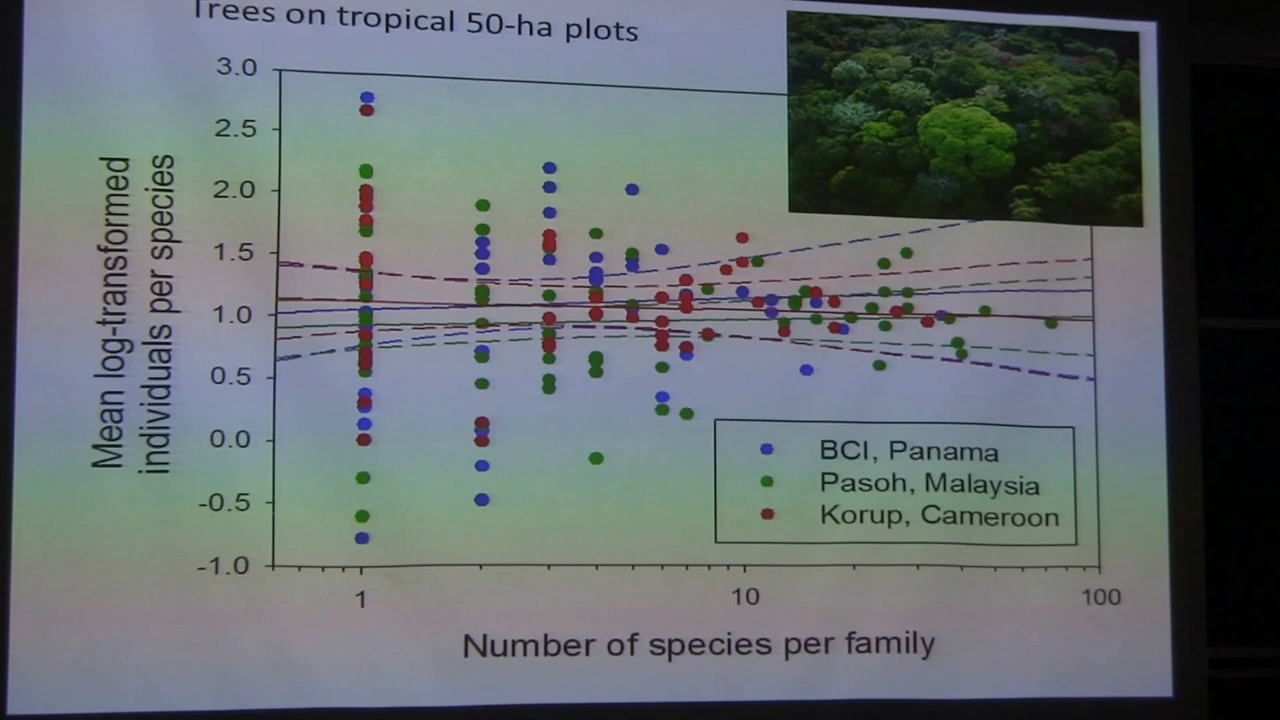 Trees on tropical 50-ha plots
3.0
2.5
2.0
1.5
1.0
0.5
0.0
-0.5
-1.0
Mean log-transformed
individuals per species
BCI, Panama
Pasoh, Malaysia
Korup, Cameroon
1
10
100
Number of species per family